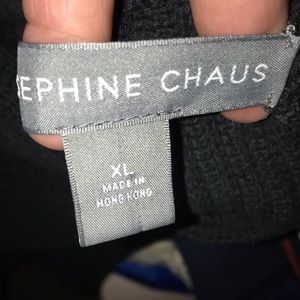 EPHINE CHAUS
XL
MADE IN
HONG KONG